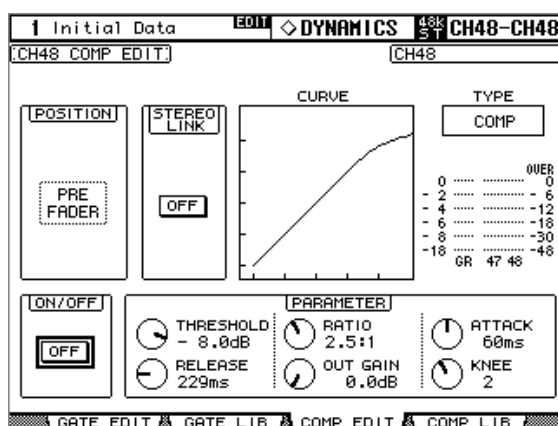 1 Initial Data EDIT ◇DYNAMICS 48K ST CH48-CH48
CH48 COMP EDIT CH48
POSITION
PRE
FADER
STEREO
LINK
OFF
CURVE
TYPE
COMP
OVER
0 0
- 2 - 6
- 4 -12
- 6 -18
- 8 -30
-18 -48
GR 47 48
ON/OFF
OFF
PARAMETER
THRESHOLD
- 8.0dB
RATIO
2.5:1
ATTACK
60ms
RELEASE
229ms
OUT GAIN
0.0dB
KNEE
2
GATE EDIT GATE LIB COMP EDIT COMP LIB